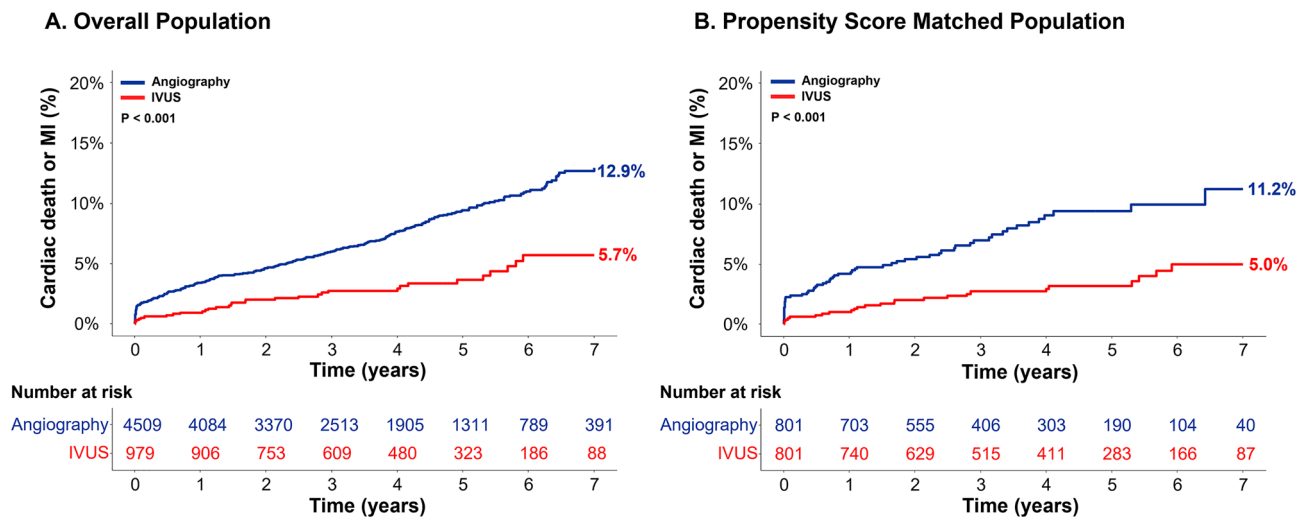 A. Overall Population
Cardiac death or MI (%)
20%
15%
10%
5%
0%
Angiography
IVUS
P < 0.001
12.9%
5.7%
0 1 2 3 4 5 6 7
Time (years)
Number at risk
Angiography 4509 4084 3370 2513 1905 1311 789 391
IVUS 979 906 753 609 480 323 186 88
0 1 2 3 4 5 6 7
Time (years)
B. Propensity Score Matched Population
Cardiac death or MI (%)
20%
15%
10%
5%
0%
Angiography
IVUS
P < 0.001
11.2%
5.0%
0 1 2 3 4 5 6 7
Time (years)
Number at risk
Angiography 801 703 555 406 303 190 104 40
IVUS 801 740 629 515 411 283 166 87
0 1 2 3 4 5 6 7
Time (years)